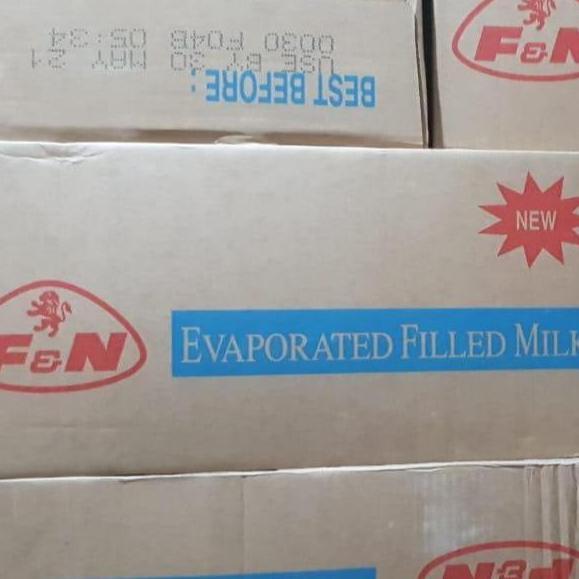 BEST BEFORE :
USE BY 30 MAY 21
0030 F04B 05:34
F&N
NEW
F&N
EVAPORATED FILLED MILK
F&N